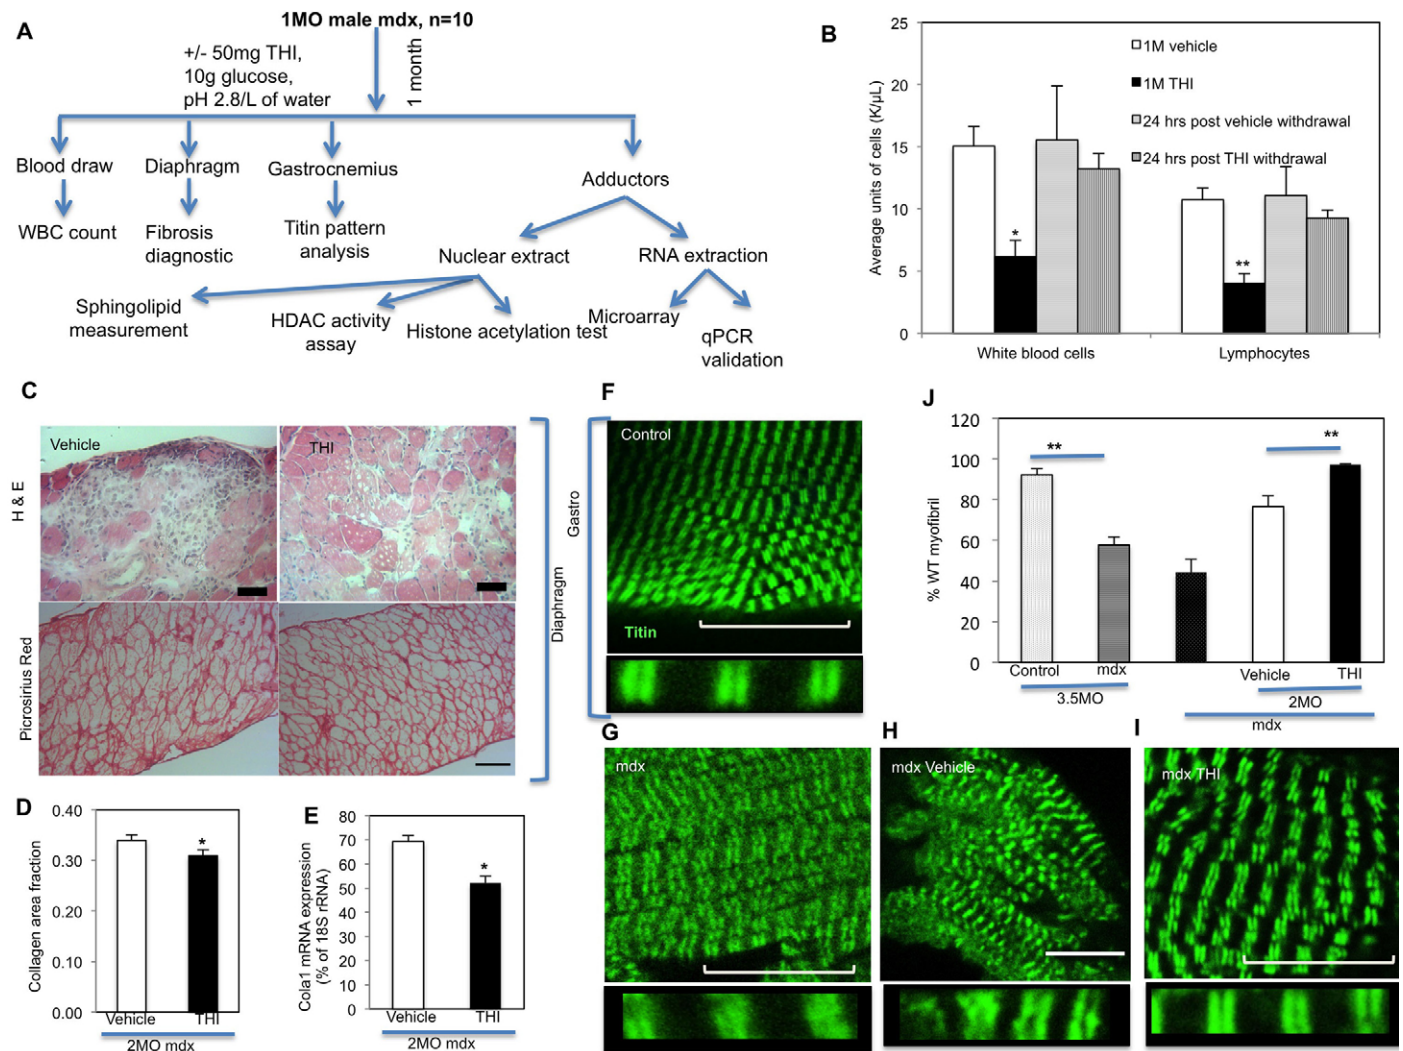 A
1MO male mdx, n=10
+/- 50mg THI,
10g glucose,
pH 2.8/L of water
1 month
Blood draw
Diaphragm
Gastrocnemius
Adductors
WBC count
Fibrosis
diagnostic
Titin pattern
analysis
Nuclear extract
RNA extraction
Sphingolipid
measurement
HDAC activity
assay
Histone acetylation test
Microarray
qPCR
validation
B
Average units of cells (K/µL)
25
20
15
10
5
0
1M vehicle
1M THI
24 hrs post vehicle withdrawal
24 hrs post THI withdrawal
*
**
White blood cells
Lymphocytes
C
H & E
Vehicle
THI
Picrosirius Red
Diaphragm
D
Collagen area fraction
0.40
0.30
0.20
0.10
0.00
*
Vehicle
THI
2MO mdx
E
Cola1 mRNA expression
(% of 18S rRNA)
80
70
60
50
40
30
20
10
0
*
Vehicle
THI
2MO mdx
F
Gastro
Control
Titin
J
% WT myofibril
120
100
80
60
40
20
0
**
**
Control
mdx
Vehicle
THI
3.5MO
2MO
mdx
G
mdx
H
mdx Vehicle
I
mdx THI